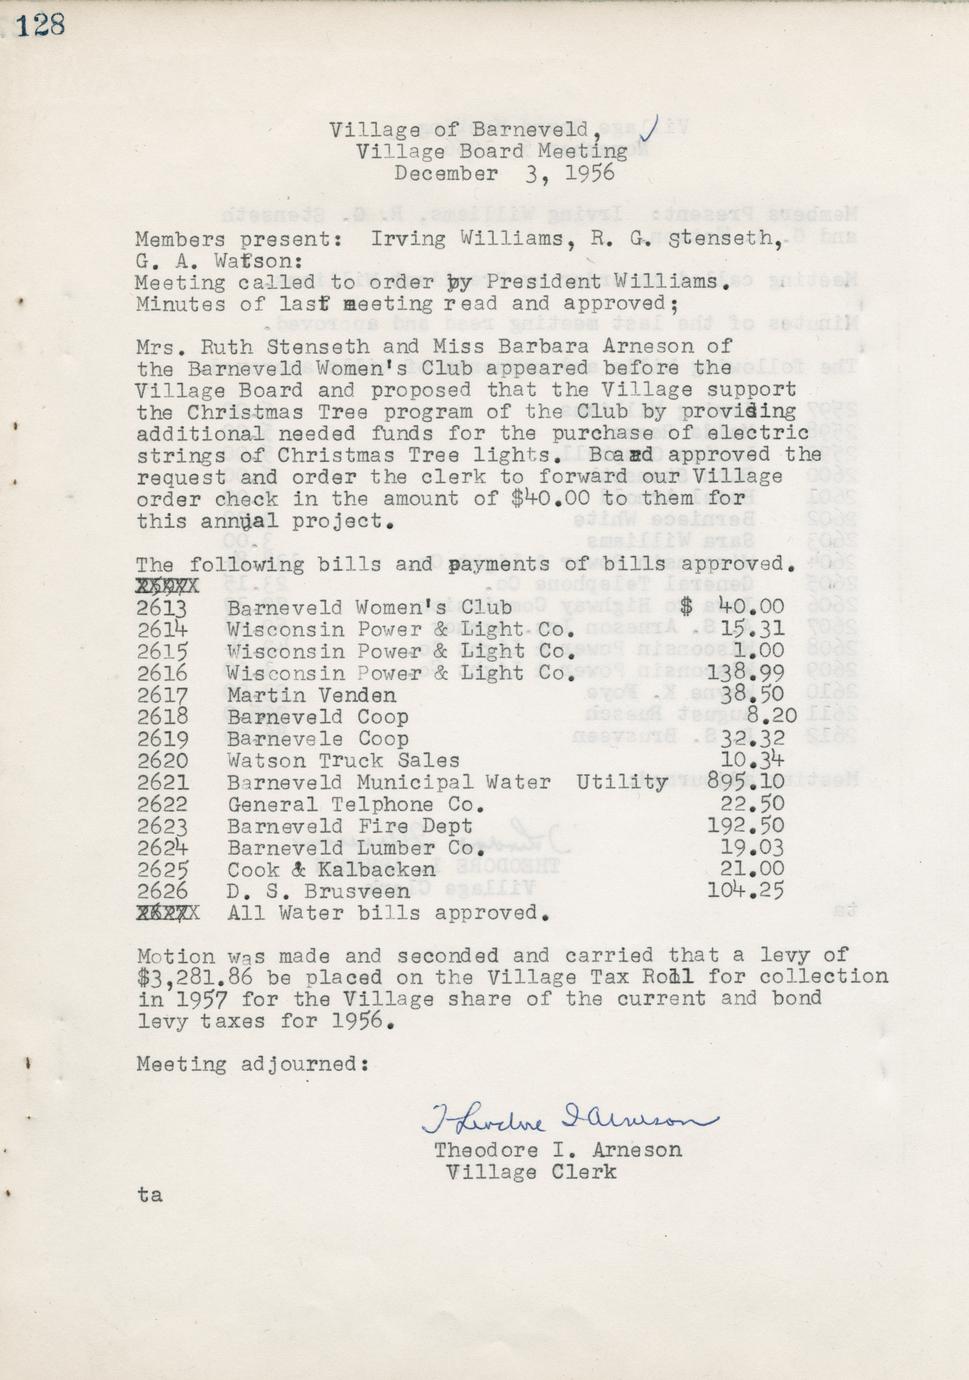 128
Village of Barneveld,
Village Board Meeting
December 3, 1956
Members present: Irving Williams, R. G. Stenseth,
G. A. Watson:
Meeting called to order by President Williams.
Minutes of last meeting read and approved;
Mrs. Ruth Stenseth and Miss Barbara Arneson of
the Barneveld Women's Club appeared before the
Village Board and proposed that the Village support
the Christmas Tree program of the Club by providing
additional needed funds for the purchase of electric
strings of Christmas Tree lights. Board approved the
request and order the clerk to forward our Village
order check in the amount of $40.00 to them for
this annual project.
The following bills and payments of bills approved.
2613 Barneveld Women's Club $ 40.00
2614 Wisconsin Power & Light Co. 15.31
2615 Wisconsin Power & Light Co. 1.00
2616 Wisconsin Power & Light Co. 138.99
2617 Martin Venden 38.50
2618 Barneveld Coop 8.20
2619 Barnevele Coop 32.32
2620 Watson Truck Sales 10.34
2621 Barneveld Municipal Water Utility 895.10
2622 General Telphone Co. 22.50
2623 Barneveld Fire Dept 192.50
2624 Barneveld Lumber Co. 19.03
2625 Cook & Kalbacken 21.00
2626 D. S. Brusveen 104.25
All Water bills approved.
Motion was made and seconded and carried that a levy of
$3,281.86 be placed on the Village Tax Roll for collection
in 1957 for the Village share of the current and bond
levy taxes for 1956.
Meeting adjourned:
Theodore I Arneson
Theodore I. Arneson
Village Clerk
ta